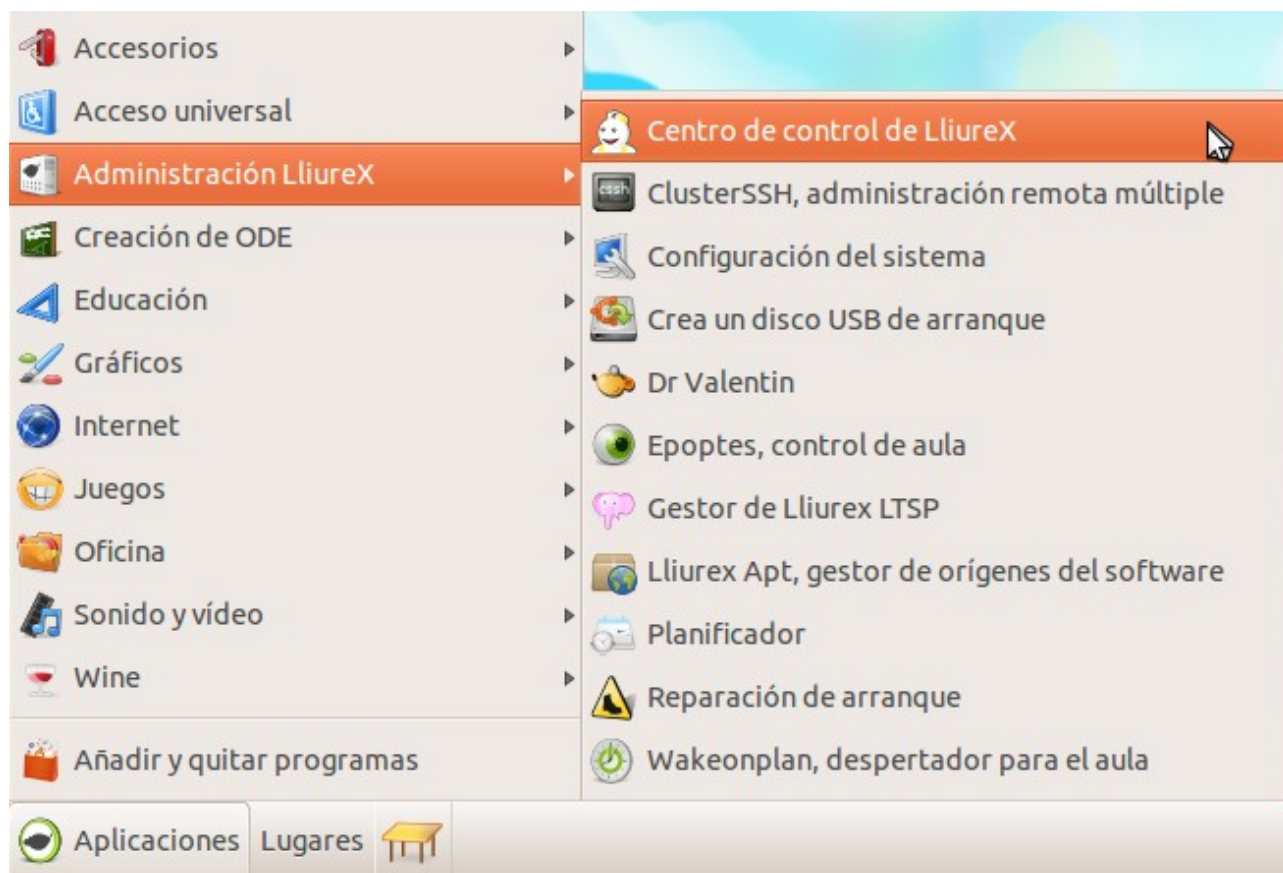 Accesorios
Acceso universal
Administración LliureX
Creación de ODE
Educación
Gráficos
Internet
Juegos
Oficina
Sonido y vídeo
Wine
Añadir y quitar programas
Centro de control de LliureX
cssh
ClusterSSH, administración remota múltiple
Configuración del sistema
Crea un disco USB de arranque
Dr Valentin
Epoptes, control de aula
Gestor de Lliurex LTSP
Lliurex Apt, gestor de orígenes del software
Planificador
Reparación de arranque
Wakeonplan, despertador para el aula
Aplicaciones Lugares